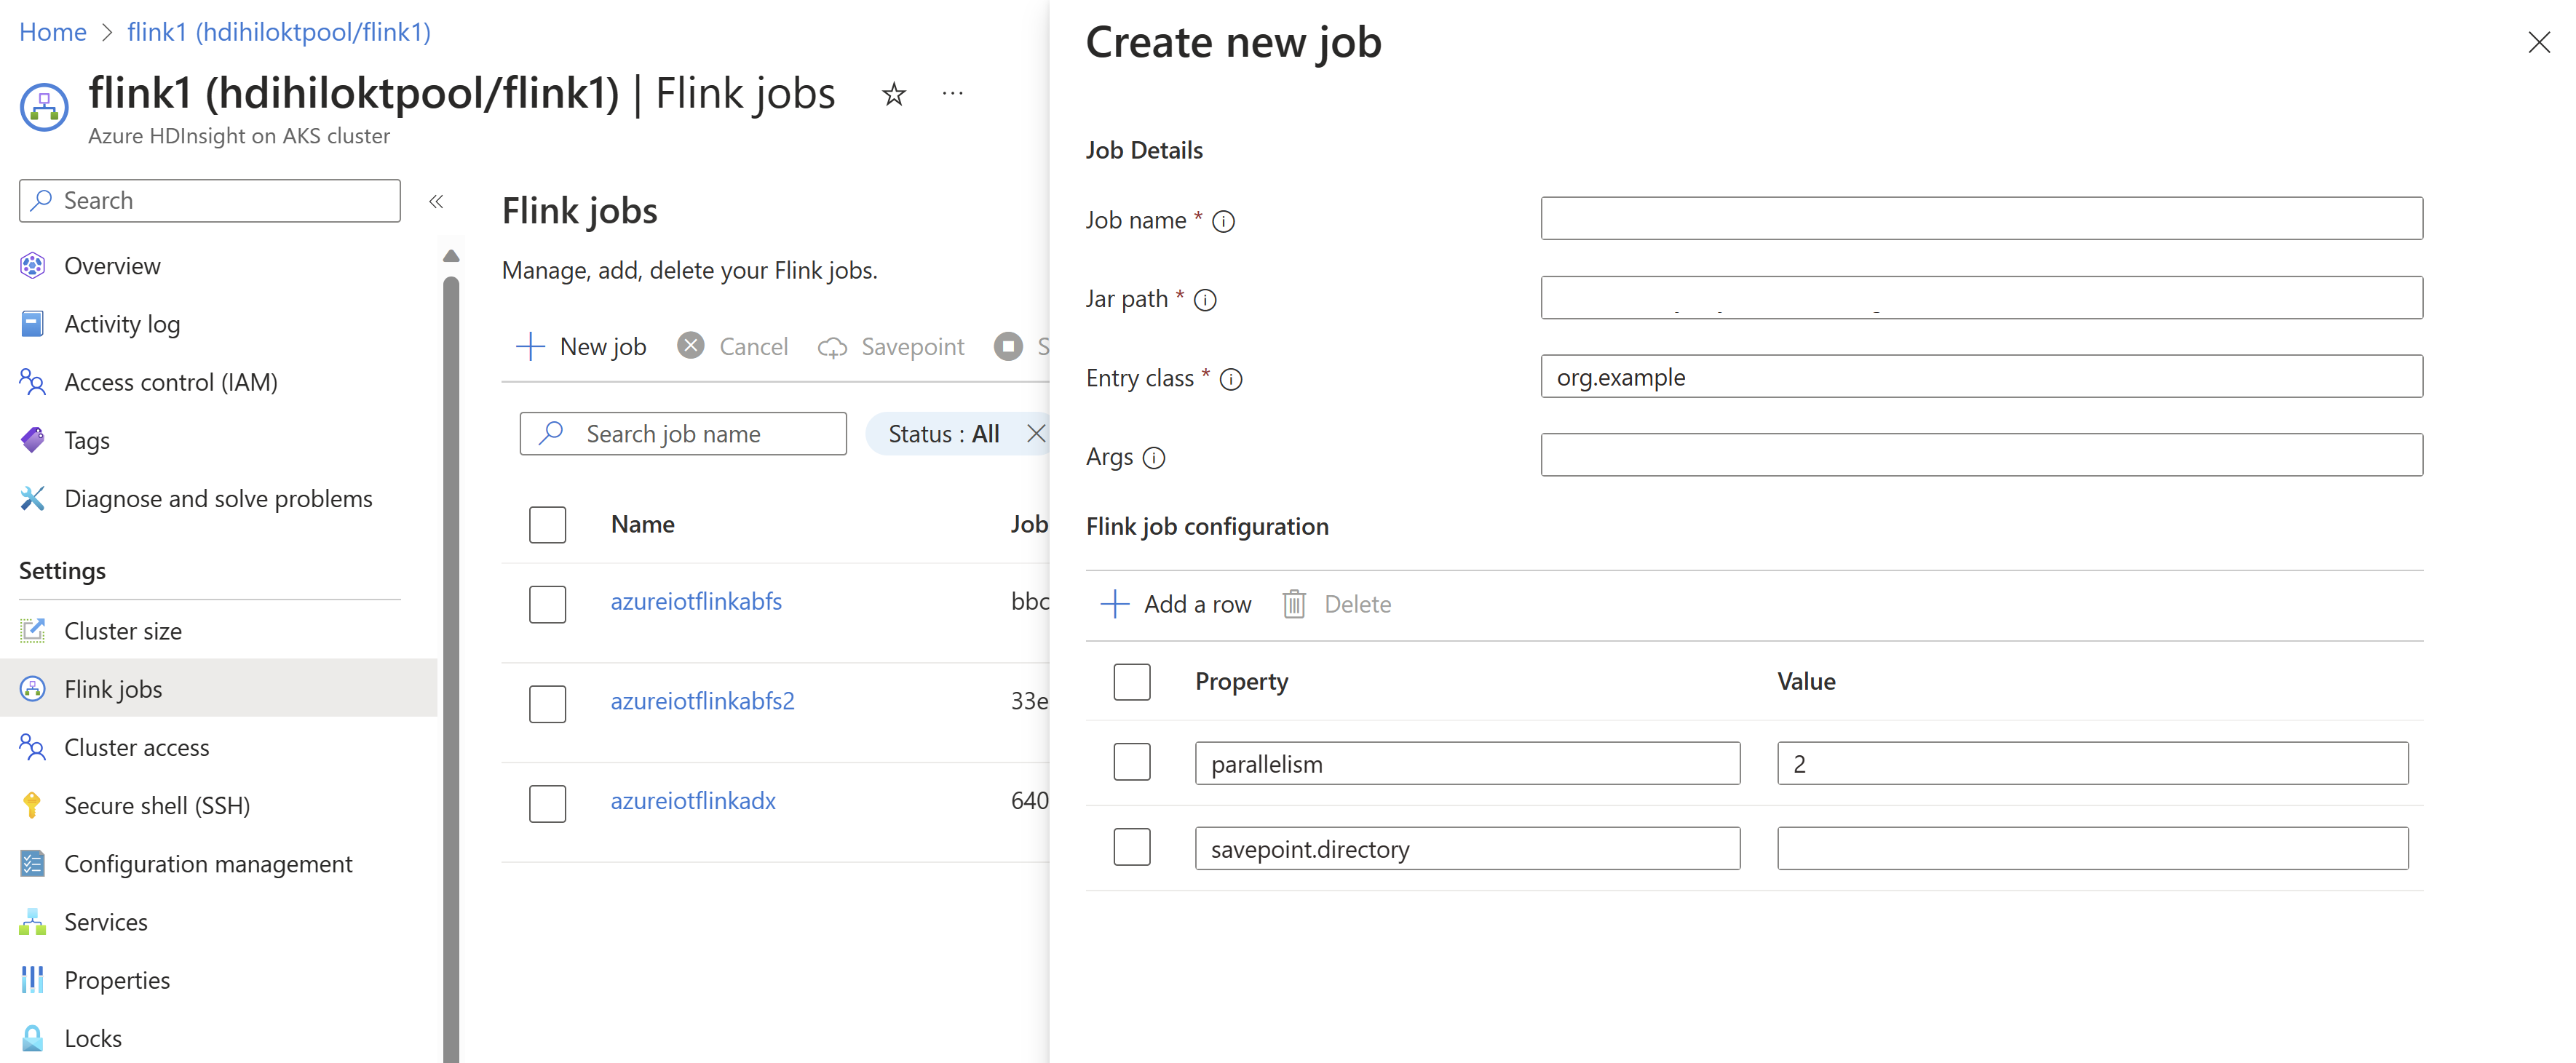 Home > flink1 (hdihiloktpool/flink1)
flink1 (hdihiloktpool/flink1) | Flink jobs
Azure HDInsight on AKS cluster
Search
Overview
Activity log
Access control (IAM)
Tags
Diagnose and solve problems
Settings
Cluster size
Flink jobs
Cluster access
Secure shell (SSH)
Configuration management
Services
Properties
Locks
Flink jobs
Manage, add, delete your Flink jobs.
New job Cancel Savepoint S
Search job name Status : All
Name Job
azureiotflinkabfs bbc
azureiotflinkabfs2 33e
azureiotflinkadx 640
Create new job
Job Details
Job name *
Jar path *
Entry class * org.example
Args
Flink job configuration
Add a row Delete
Property Value
parallelism 2
savepoint.directory